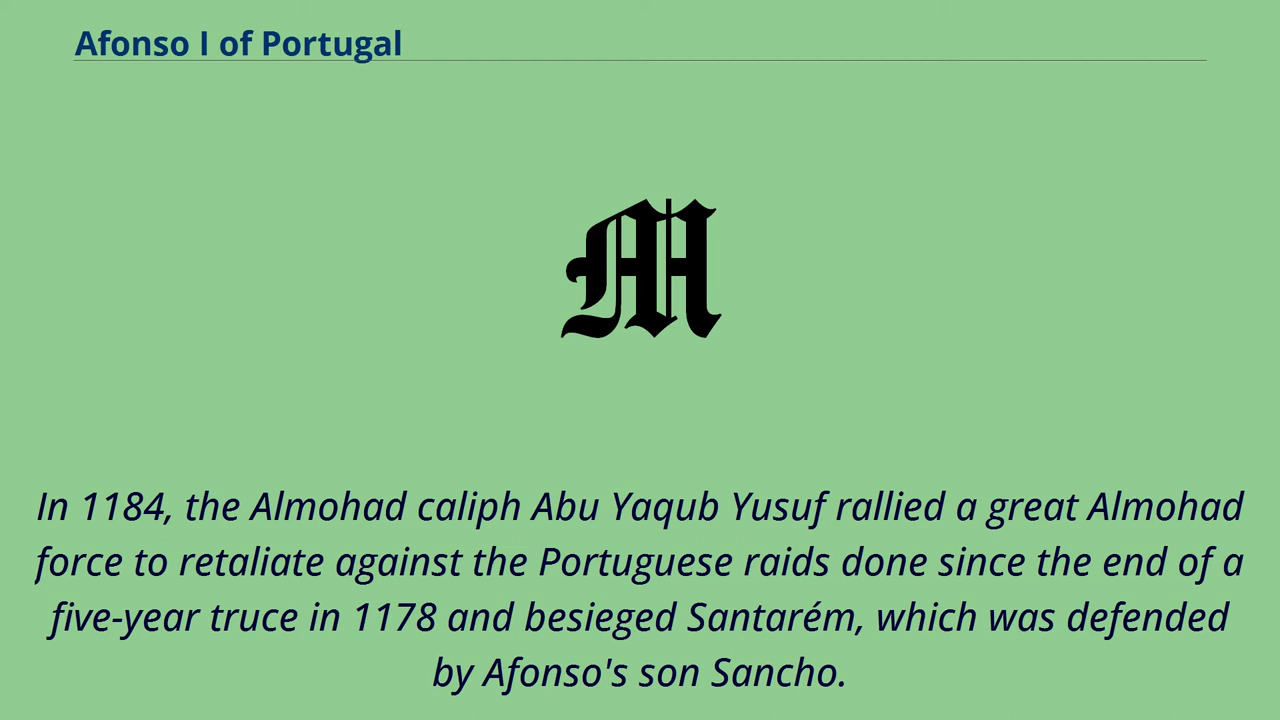 Afonso I of Portugal
M
In 1184, the Almohad caliph Abu Yaqub Yusuf rallied a great Almohad
force to retaliate against the Portuguese raids done since the end of a
five-year truce in 1178 and besieged Santarém, which was defended
by Afonso's son Sancho.